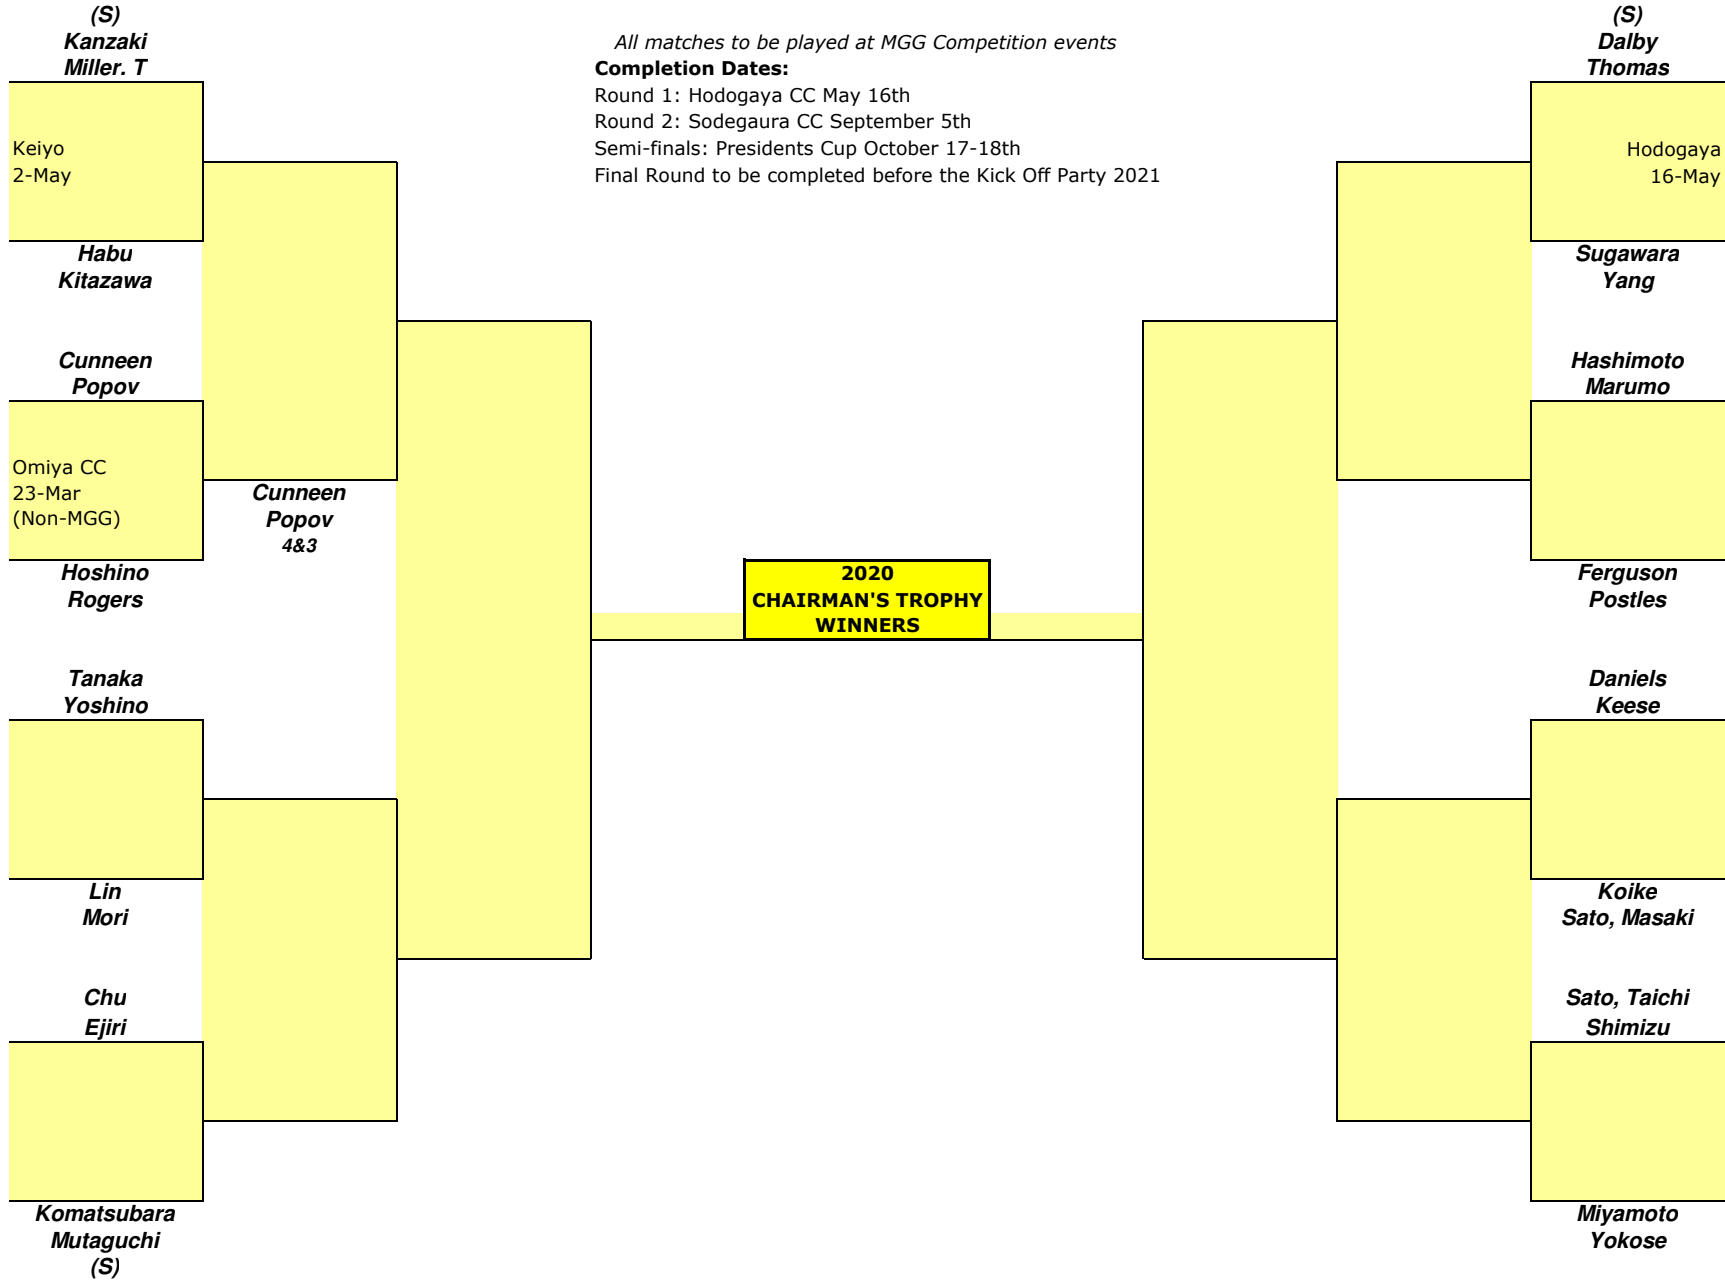 (S)
Kanzaki
Miller. T
Keiyo
2-May
Habu
Kitazawa
Cunneen
Popov
Omiya CC
23-Mar
(Non-MGG)
Hoshino
Rogers
Tanaka
Yoshino
Lin
Mori
Chu
Ejiri
Komatsubara
Mutaguchi
(S)
Cunneen
Popov
4&3
All matches to be played at MGG Competition events
Completion Dates:
Round 1: Hodogaya CC May 16th
Round 2: Sodegaura CC September 5th
Semi-finals: Presidents Cup October 17-18th
Final Round to be completed before the Kick Off Party 2021
2020
CHAIRMAN'S TROPHY
WINNERS
(S)
Dalby
Thomas
Hodogaya
16-May
Sugawara
Yang
Hashimoto
Marumo
Ferguson
Postles
Daniels
Keese
Koike
Sato, Masaki
Sato, Taichi
Shimizu
Miyamoto
Yokose